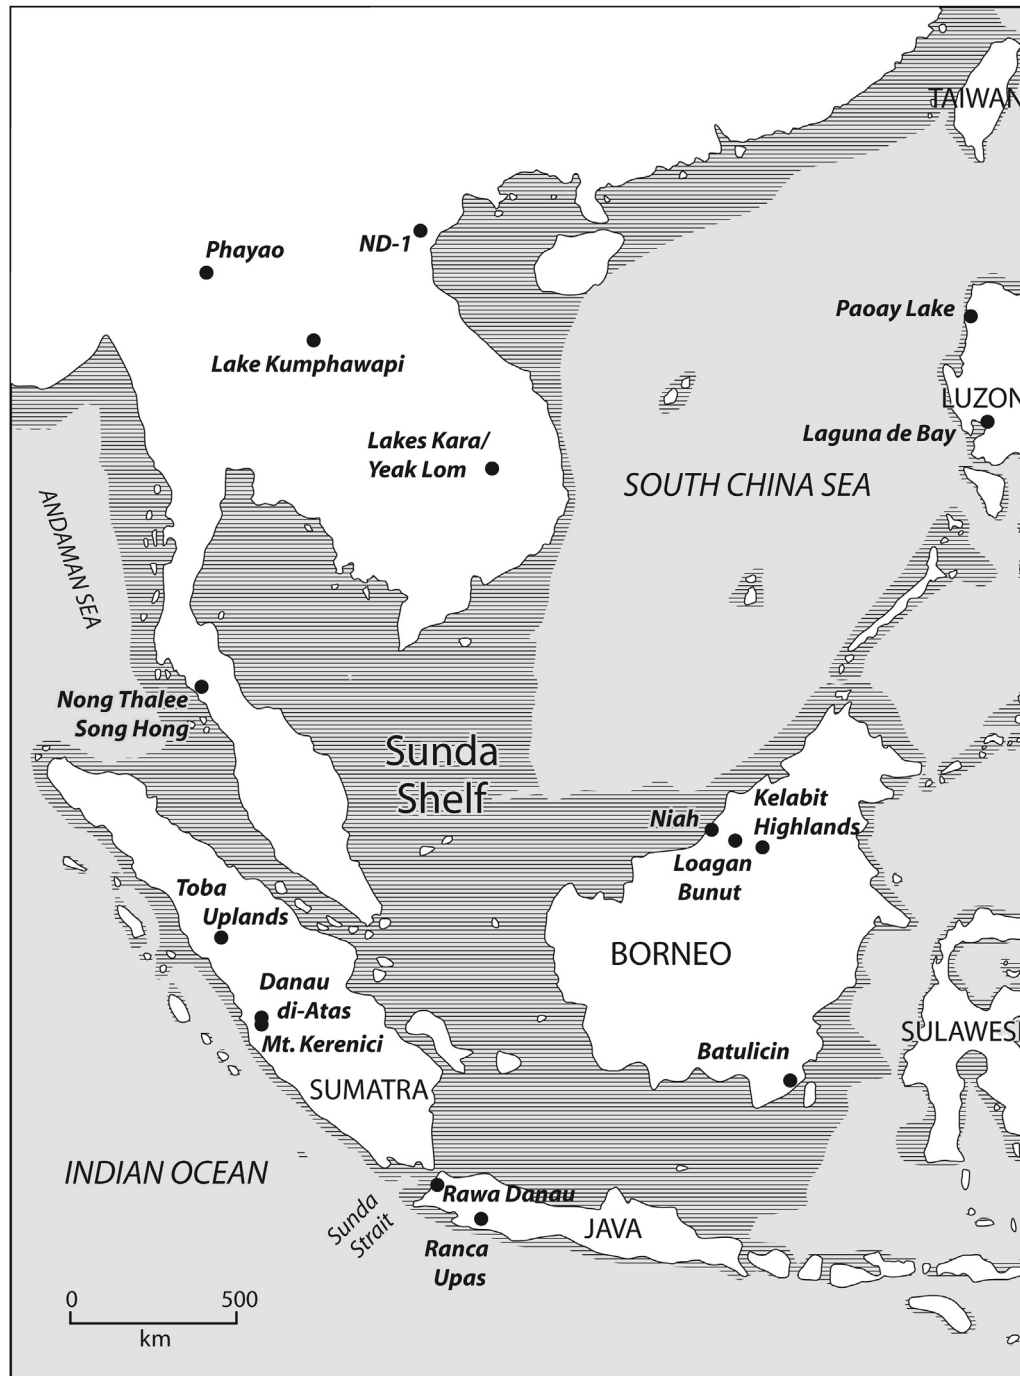 TAIWAN
Phayao
ND-1
Lake Kumphawapi
Paoay Lake
LUZON
Laguna de Bay
Lakes Kara/
Yeak Lom
SOUTH CHINA SEA
ANDAMAN SEA
Nong Thalee
Song Hong
Sunda
Shelf
Kelabit
Highlands
Niah
Loagan
Bunut
Toba
Uplands
BORNEO
Danau
di-Atas
Mt. Kerenici
SULAWESI
Batulicin
SUMATRA
INDIAN OCEAN
Sunda
Strait
Rawa Danau
JAVA
Ranca
Upas
0 500
km